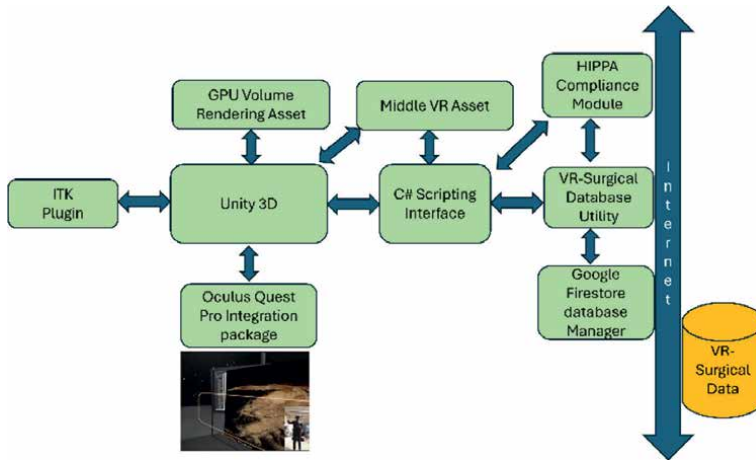 HIPPA
Compliance
Module
GPU Volume
Rendering Asset
Middle VR Asset
ITK
Plugin
Unity 3D
C# Scripting
Interface
VR-Surgical
Database
Utility
Internet
Oculus Quest
Pro Integration
package
Google
Firestore
database
Manager
VR-
Surgical
Data